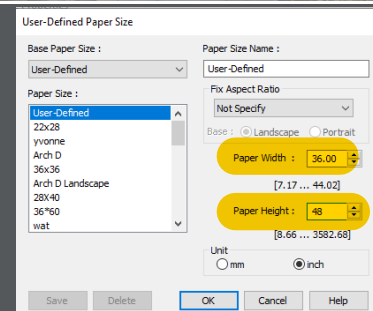 User-Defined Paper Size
Base Paper Size :
User-Defined
Paper Size :
User-Defined
22x28
yvonne
Arch D
36x36
Arch D Landscape
28X40
36*60
wat
Paper Size Name :
User-Defined
Fix Aspect Ratio
Not Specify
Base : Landscape Portrait
Paper Width : 36.00
[7.17 ... 44.02]
Paper Height : 48
[8.66 ... 3582.68]
Unit
mm inch
Save Delete OK Cancel Help